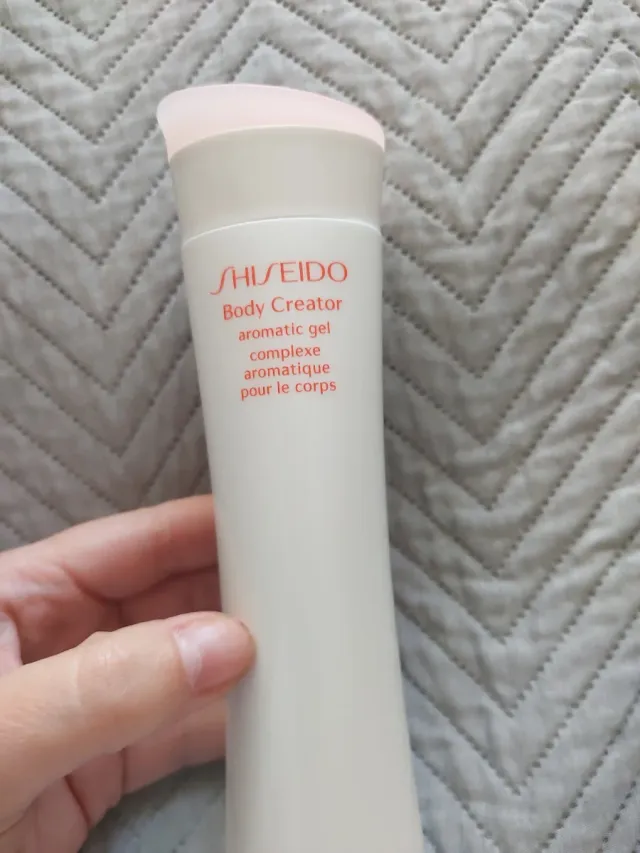 SHISEIDO
Body Creator
aromatic gel
complexe
aromatique
pour le corps